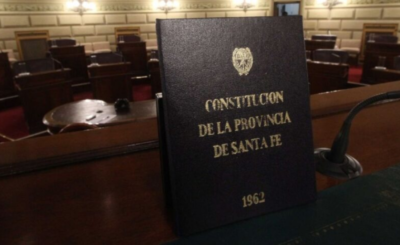 CONSTITUCION
DE LA PROVINCIA
DE SANTA FE
1962